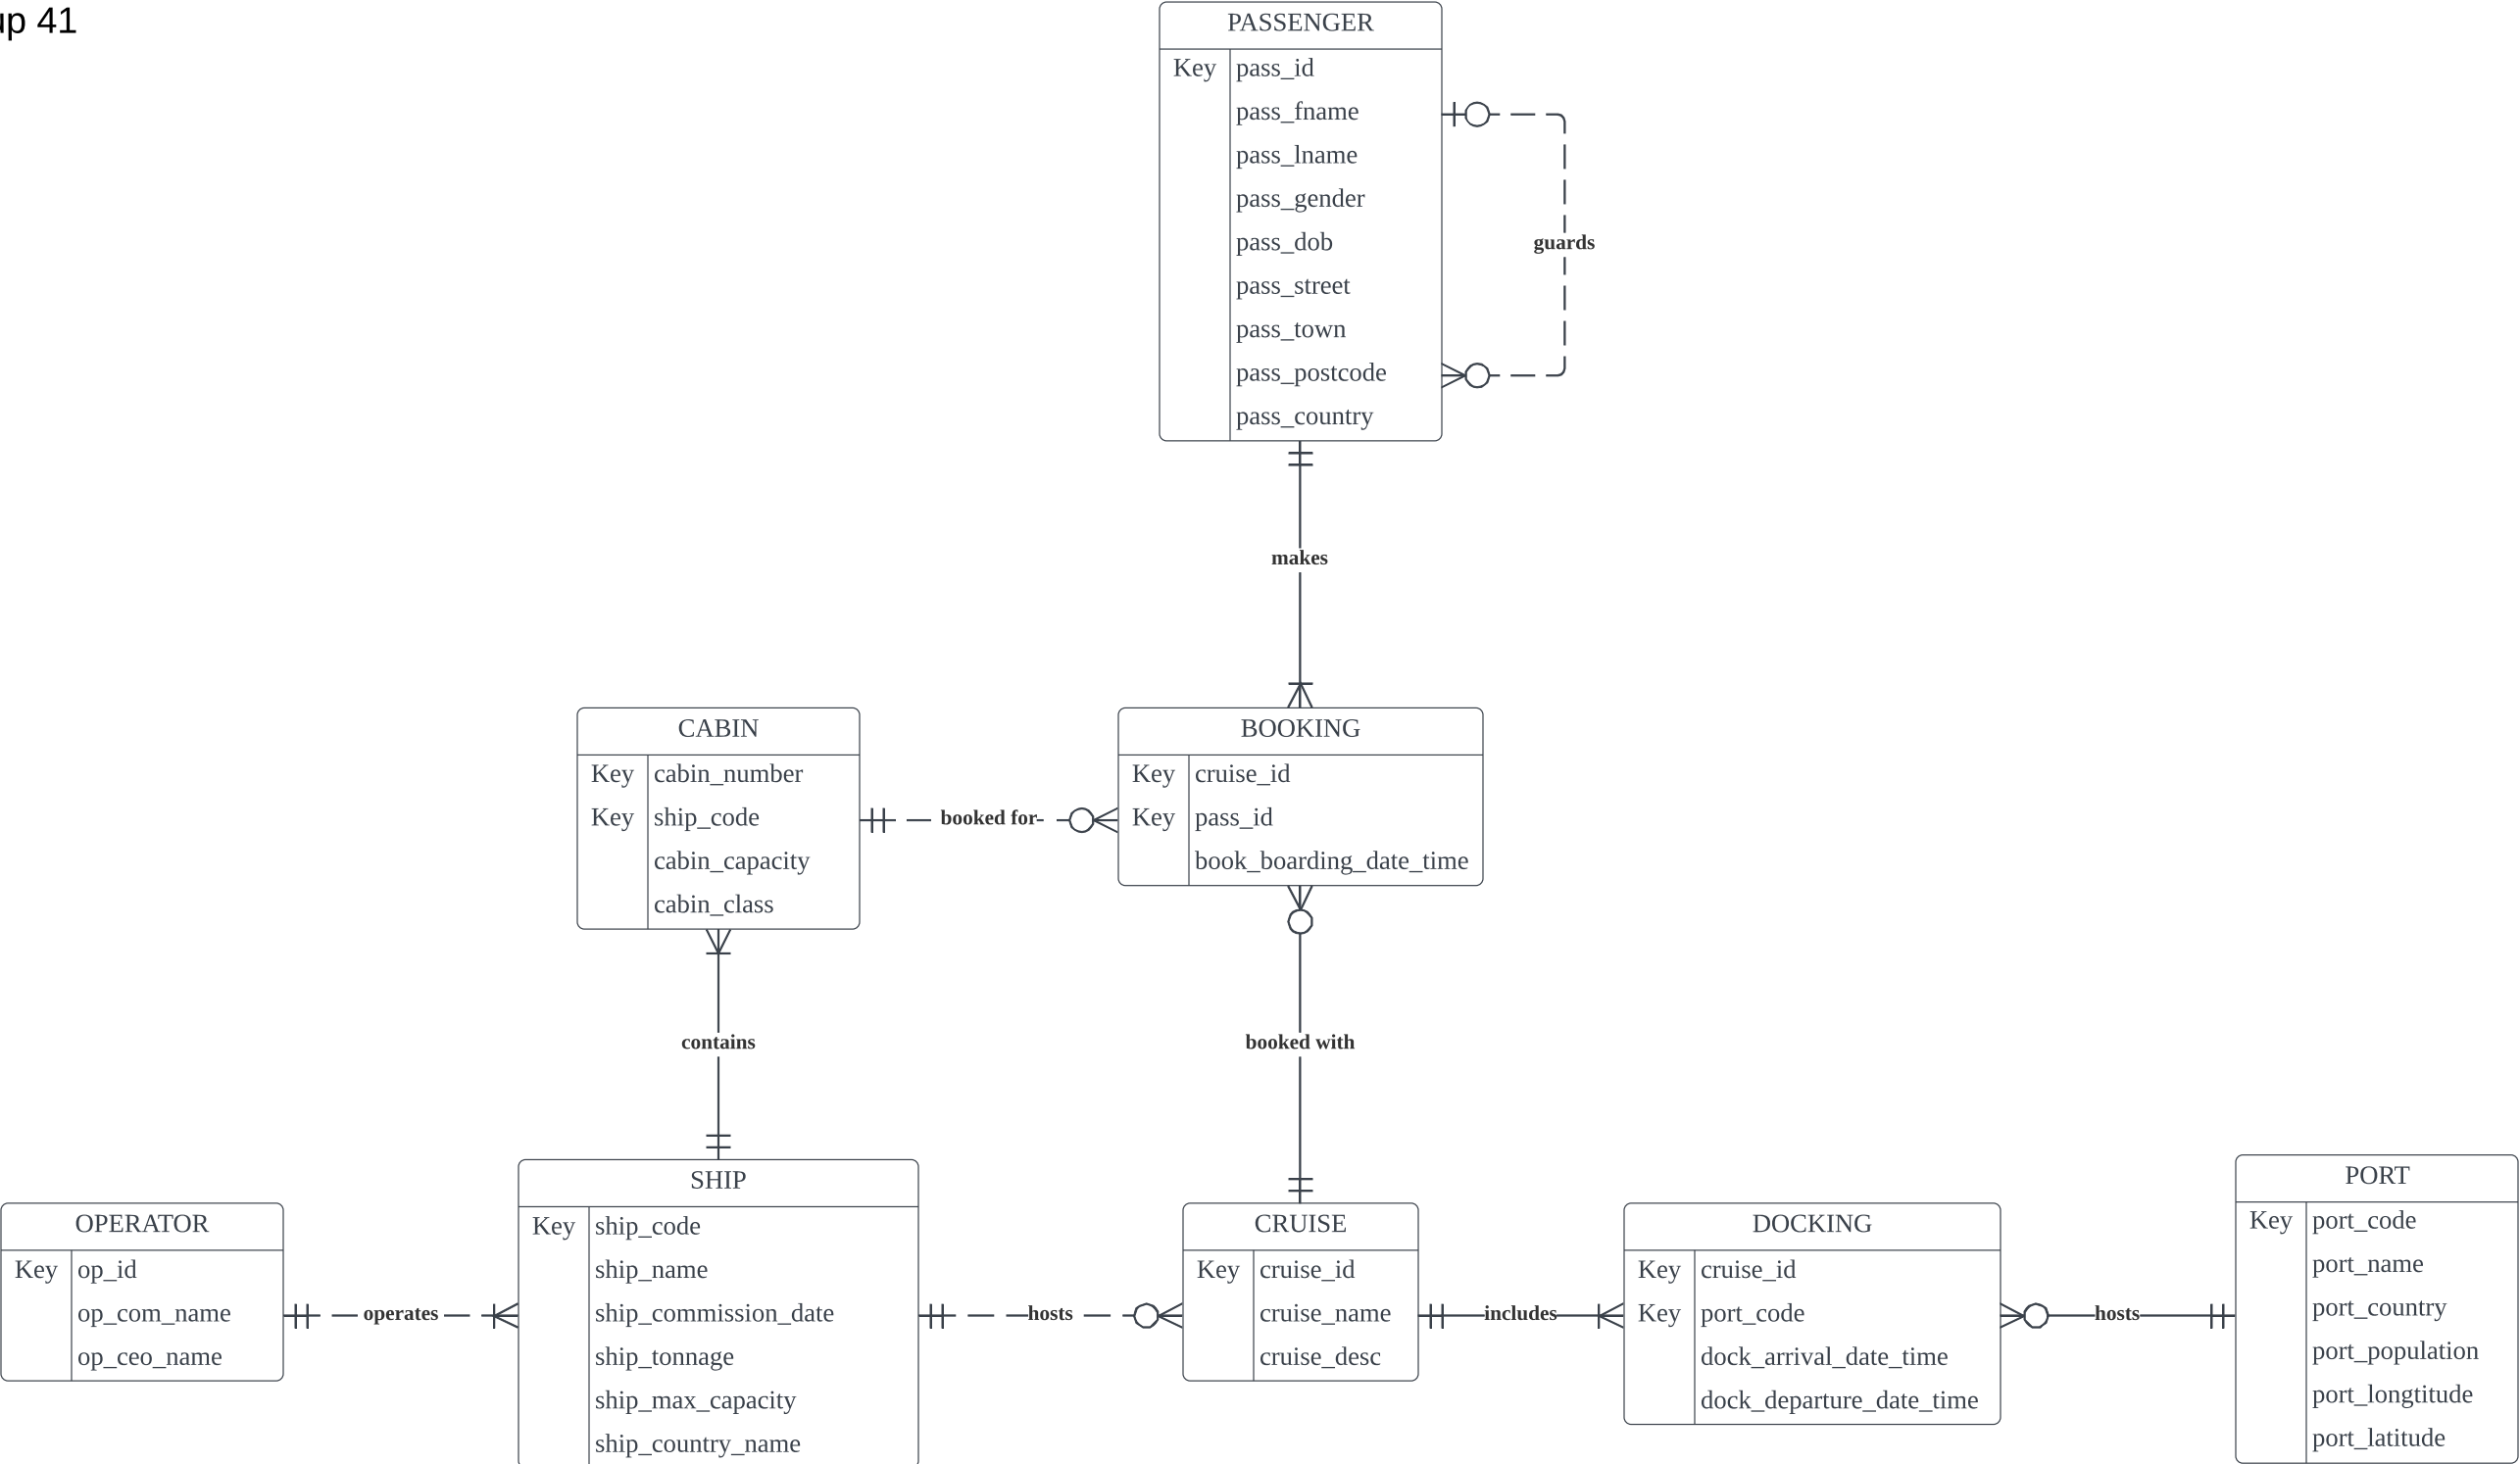 up 41
PASSENGER
Key pass_id
pass_fname
pass_lname
pass_gender
pass_dob
pass_street
pass_town
pass_postcode
pass_country
guards
makes
CABIN
Key cabin_number
Key ship_code
cabin_capacity
cabin_class
booked for
BOOKING
Key cruise_id
Key pass_id
book_boarding_date_time
contains
booked with
OPERATOR
Key op_id
op_com_name
op_ceo_name
operates
SHIP
Key ship_code
ship_name
ship_commission_date
ship_tonnage
ship_max_capacity
ship_country_name
hosts
CRUISE
Key cruise_id
cruise_name
cruise_desc
includes
DOCKING
Key cruise_id
Key port_code
dock_arrival_date_time
dock_departure_date_time
hosts
PORT
Key port_code
port_name
port_country
port_population
port_longtitude
port_latitude